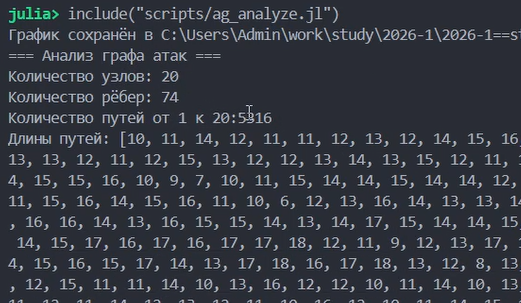 julia> include("scripts/ag_analyze.jl")
График сохранён в C:\Users\Admin\work\study\2026-1\2026-1==st
=== Анализ графа атак ===
Количество узлов: 20
Количество рёбер: 74
Количество путей от 1 к 20:5316
Длины путей: [10, 11, 14, 12, 11, 11, 12, 13, 12, 14, 15, 16,
13, 13, 12, 11, 12, 15, 13, 12, 12, 13, 14, 13, 15, 12, 11, 1
4, 15, 15, 16, 10, 9, 7, 10, 11, 15, 14, 14, 15, 14, 14, 12,
11, 15, 16, 14, 15, 16, 11, 10, 6, 12, 13, 16, 14, 13, 13, 14
, 16, 16, 14, 13, 16, 15, 15, 14, 13, 14, 17, 15, 14, 14, 15,
14, 15, 17, 16, 17, 16, 17, 17, 18, 12, 11, 9, 12, 13, 17, 1
4, 15, 16, 15, 17, 14, 13, 17, 18, 16, 17, 18, 13, 12, 8, 13
, 12, 15, 11, 11, 14, 10, 13, 16, 12, 12, 10, 11, 14, 10, 13